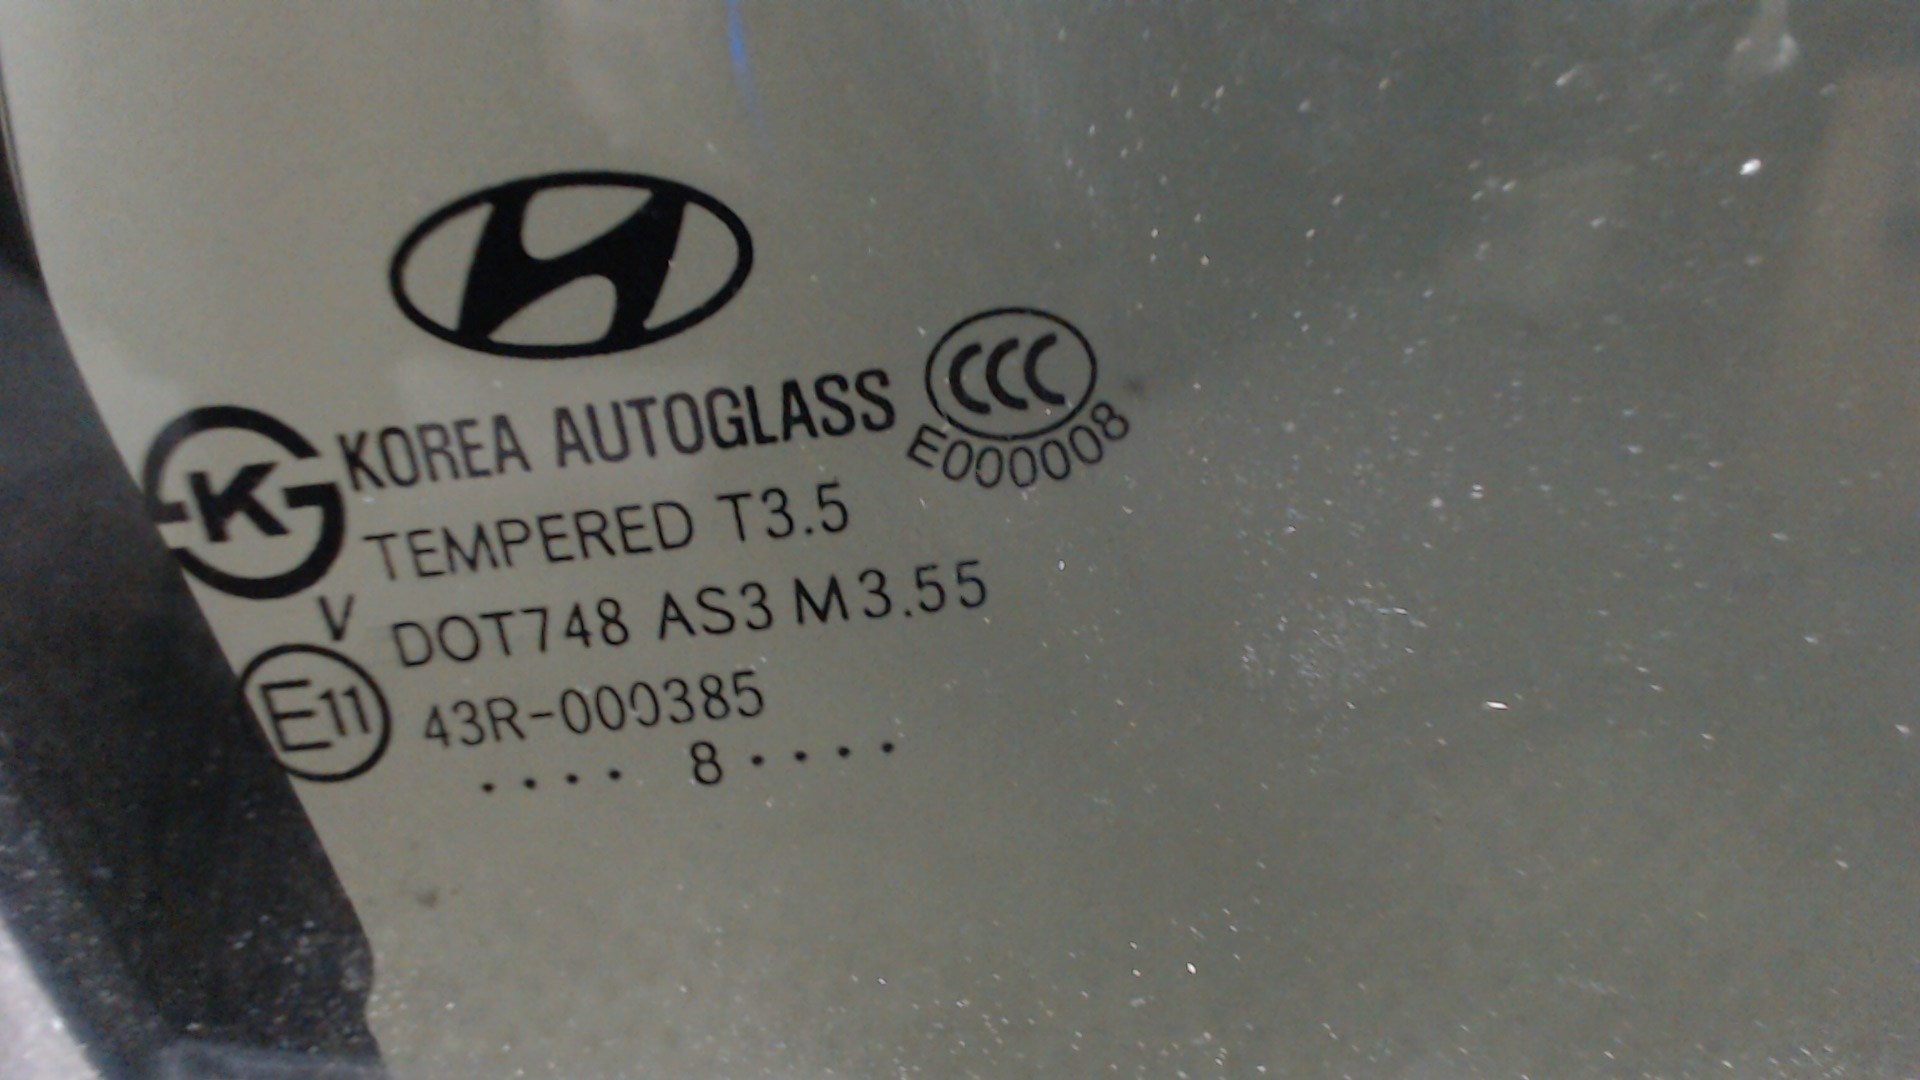 KOREA AUTOGLASS
CCC
E000008
K
TEMPERED T3.5
V
DOT748 AS3 M3.55
E11
43R-000385
.... 8 ....